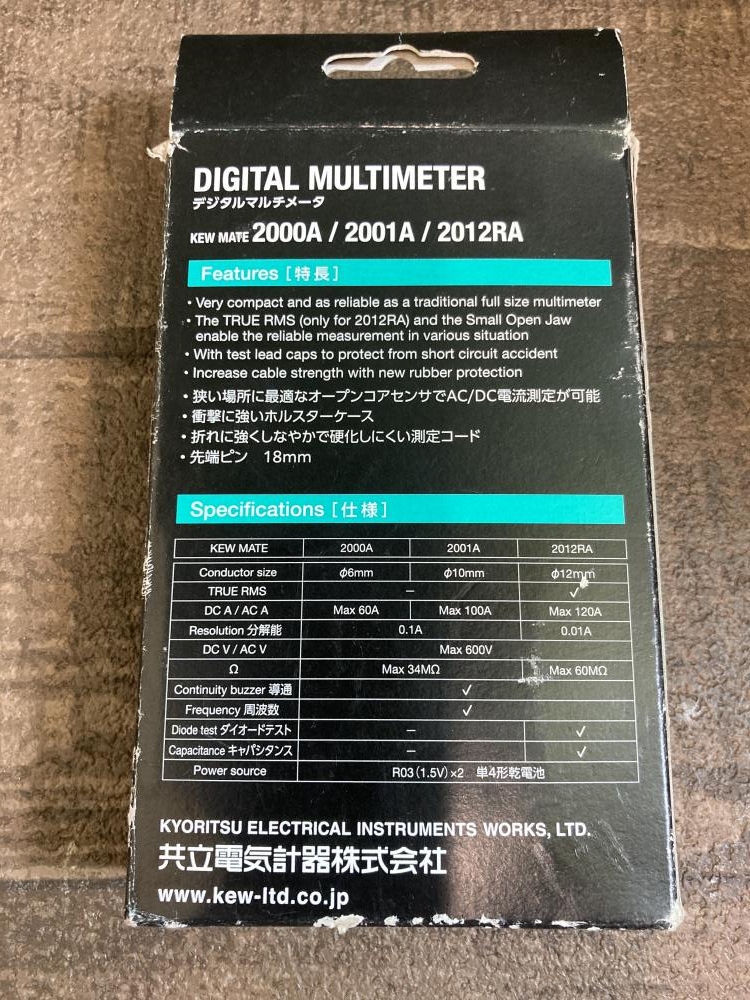 DIGITAL MULTIMETER
デジタルマルチメータ
KEW MATE 2000A / 2001A / 2012RA
Features [特長]
・Very compact and as reliable as a traditional full size multimeter
・The TRUE RMS (only for 2012RA) and the Small Open Jaw
enable the reliable measurement in various situation
・With test lead caps to protect from short circuit accident
・Increase cable strength with new rubber protection
・狭い場所に最適なオープンコアセンサでAC/DC電流測定が可能
・衝撃に強いホルスターケース
・折れに強くしなやかで硬化しにくい測定コード
・先端ピン 18mm
Specifications [仕様]
KEW MATE 2000A 2001A 2012RA
Conductor size φ6mm φ10mm φ12mm
TRUE RMS – ✓
DC A / AC A Max 60A Max 100A Max 120A
Resolution 分解能 0.1A 0.01A
DC V / AC V Max 600V
Ω Max 34MΩ Max 60MΩ
Continuity buzzer 導通 ✓
Frequency 周波数 ✓
Diode test ダイオードテスト – ✓
Capacitance キャパシタンス – ✓
Power source R03(1.5V)×2 単4形乾電池
KYORITSU ELECTRICAL INSTRUMENTS WORKS, LTD.
共立電気計器株式会社
www.kew-ltd.co.jp